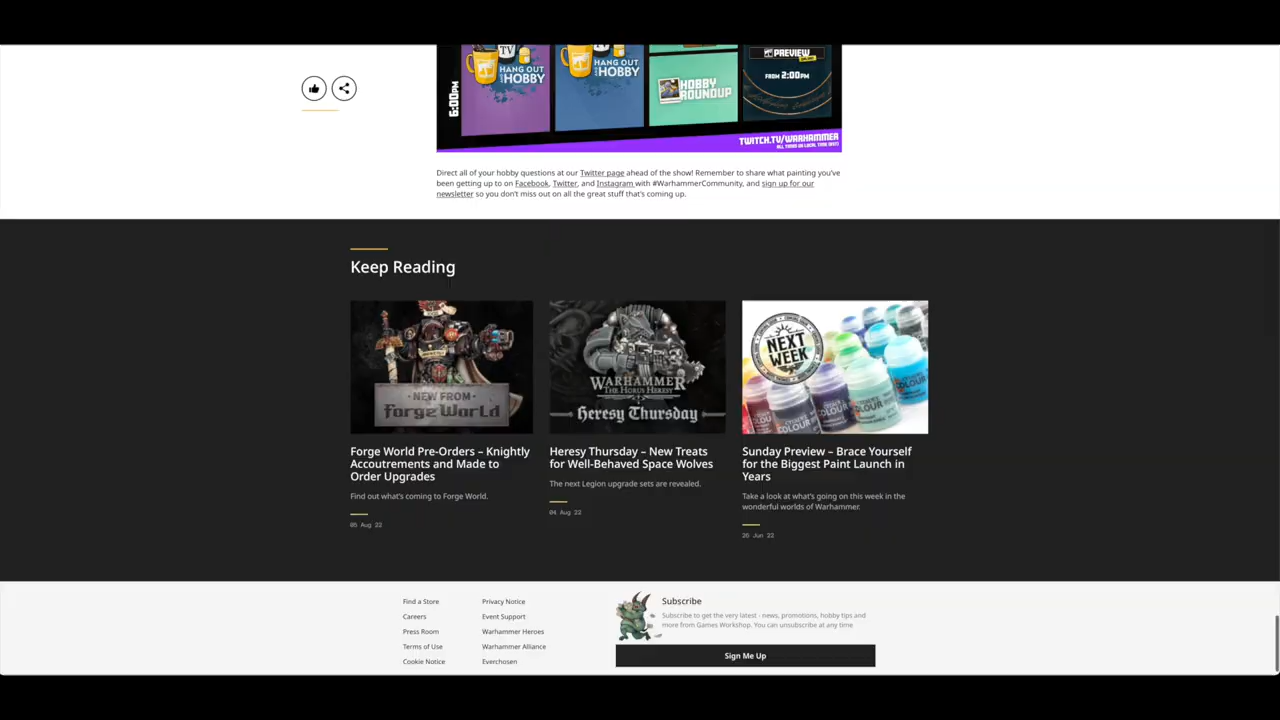 TV
HANG OUT
AND HOBBY
TV
HANG OUT
AND HOBBY
HOBBY
ROUNDUP
PREVIEW
FROM 2:00PM
6:00PM
TWITCH.TV/WARHAMMER
Direct all of your hobby questions at our Twitter page ahead of the show! Remember to share what painting you've
been getting up to on Facebook, Twitter, and Instagram with #WarhammerCommunity, and sign up for our
newsletter so you don't miss out on all the great stuff that's coming up.
Keep Reading
• NEW FROM •
Forge World
WARHAMMER
THE HORUS HERESY
Heresy Thursday
NEXT
WEEK
Forge World Pre-Orders – Knightly
Accoutrements and Made to
Order Upgrades
Find out what's coming to Forge World.
05 Aug 22
Heresy Thursday – New Treats
for Well-Behaved Space Wolves
The next Legion upgrade sets are revealed.
04 Aug 22
Sunday Preview – Brace Yourself
for the Biggest Paint Launch in
Years
Take a look at what's going on this week in the
wonderful worlds of Warhammer.
26 Jun 22
Find a Store
Careers
Press Room
Terms of Use
Cookie Notice
Privacy Notice
Event Support
Warhammer Heroes
Warhammer Alliance
Everchosen
Subscribe
Subscribe to get the very latest - news, promotions, hobby tips and
more from Games Workshop. You can unsubscribe at any time
Sign Me Up